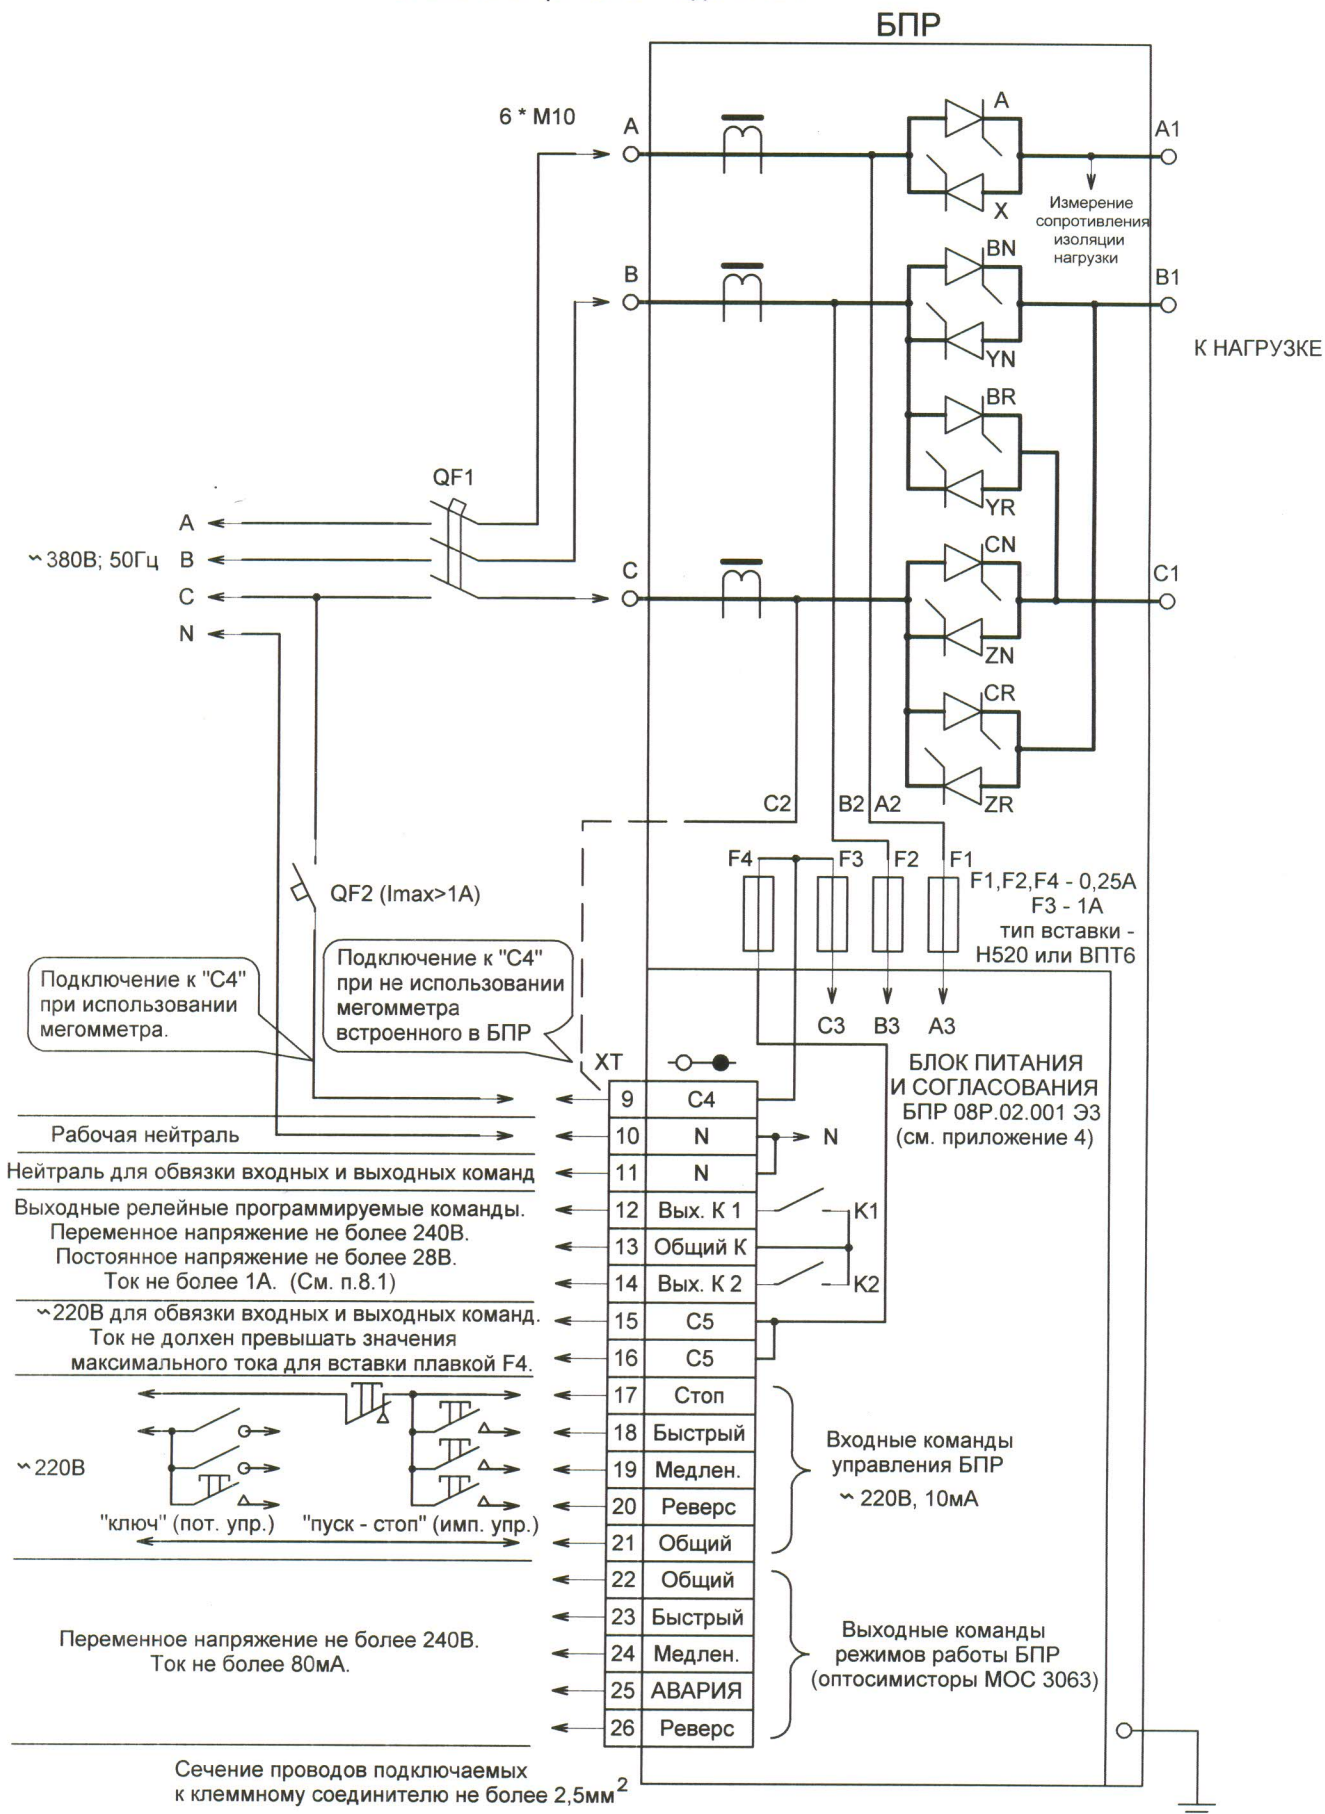 БПР
6 * М10
A
A
A1
X
Измерение
сопротивления
изоляции
нагрузки
B
BN
B1
YN
К НАГРУЗКЕ
BR
YR
QF1
A
~380В; 50Гц
B
C
N
C
CN
C1
ZN
CR
ZR
C2
B2
A2
F4
F3
F2
F1
F1,F2,F4 - 0,25А
F3 - 1А
тип вставки -
Н520 или ВПТ6
QF2 (Imax>1A)
Подключение к "С4"
при использовании
мегомметра.
Подключение к "С4"
при не использовании
мегомметра
встроенного в БПР
C3
B3
A3
XT
БЛОК ПИТАНИЯ
И СОГЛАСОВАНИЯ
БПР 08Р.02.001 Э3
(см. приложение 4)
9 C4
Рабочая нейтраль
10 N
N
Нейтраль для обвязки входных и выходных команд
11 N
Выходные релейные программируемые команды.
Переменное напряжение не более 240В.
Постоянное напряжение не более 28В.
Ток не более 1А. (См. п.8.1)
12 Вых. К 1
K1
13 Общий К
14 Вых. К 2
K2
~220В для обвязки входных и выходных команд.
Ток не должен превышать значения
максимального тока для вставки плавкой F4.
15 C5
16 C5
17 Стоп
18 Быстрый
19 Медлен.
20 Реверс
21 Общий
~220В
"ключ" (пот. упр.)
"пуск - стоп" (имп. упр.)
Входные команды
управления БПР
~ 220В, 10мА
22 Общий
23 Быстрый
24 Медлен.
25 АВАРИЯ
26 Реверс
Переменное напряжение не более 240В.
Ток не более 80мА.
Выходные команды
режимов работы БПР
(оптосимисторы МОС 3063)
Сечение проводов подключаемых
к клеммному соединителю не более 2,5мм²